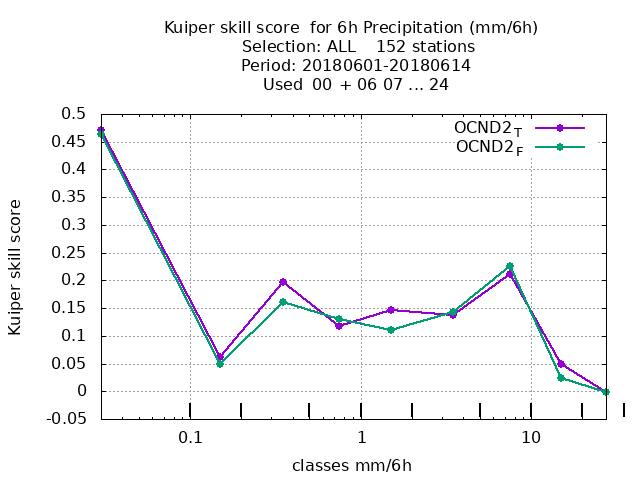 Kuiper skill score  for 6h Precipitation (mm/6h)
Selection: ALL    152 stations
Period: 20180601-20180614
Used  00 + 06 07 ... 24
OCND2T
OCND2F
0.5
0.45
0.4
0.35
0.3
0.25
0.2
0.15
0.1
0.05
0
-0.05
Kuiper skill score
0.1
1
10
classes mm/6h